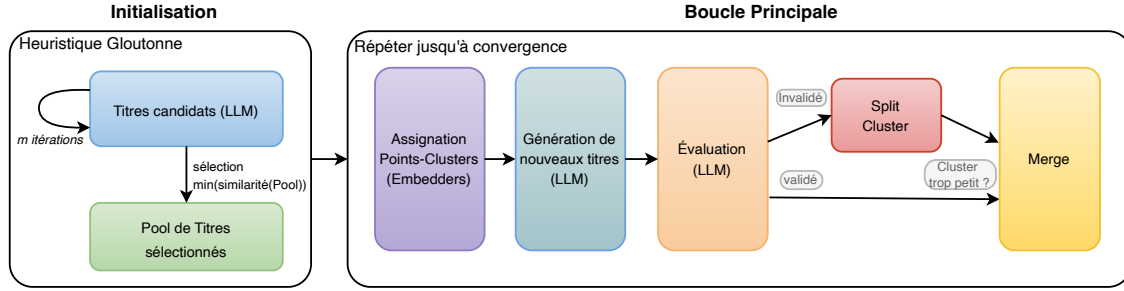 Initialisation
Boucle Principale
Heuristique Gloutonne
Titres candidats (LLM)
m itérations
sélection
min(similarité(Pool))
Pool de Titres
sélectionnés
Répéter jusqu'à convergence
Assignation
Points-Clusters
(Embedders)
Génération de
nouveaux titres
(LLM)
Évaluation
(LLM)
Invalidé
validé
Split
Cluster
Cluster
trop petit ?
Merge